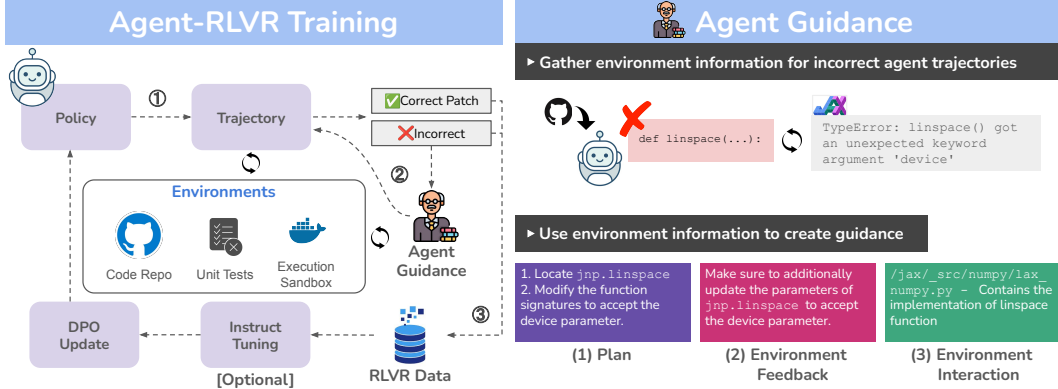 Agent-RLVR Training
①
Policy
Trajectory
✅Correct Patch
❌Incorrect
②
Environments
Code Repo
Unit Tests
Execution
Sandbox
Agent
Guidance
③
DPO
Update
Instruct
Tuning
[Optional]
RLVR Data
Agent Guidance
▸ Gather environment information for incorrect agent trajectories
def linspace(...):
JAX
TypeError: linspace() got
an unexpected keyword
argument 'device'
▸ Use environment information to create guidance
1. Locate jnp.linspace
2. Modify the function
signatures to accept the
device parameter.
(1) Plan
Make sure to additionally
update the parameters of
jnp.linspace to accept
the device parameter.
(2) Environment
Feedback
/jax/_src/numpy/lax_
numpy.py - Contains the
implementation of linspace
function
(3) Environment
Interaction